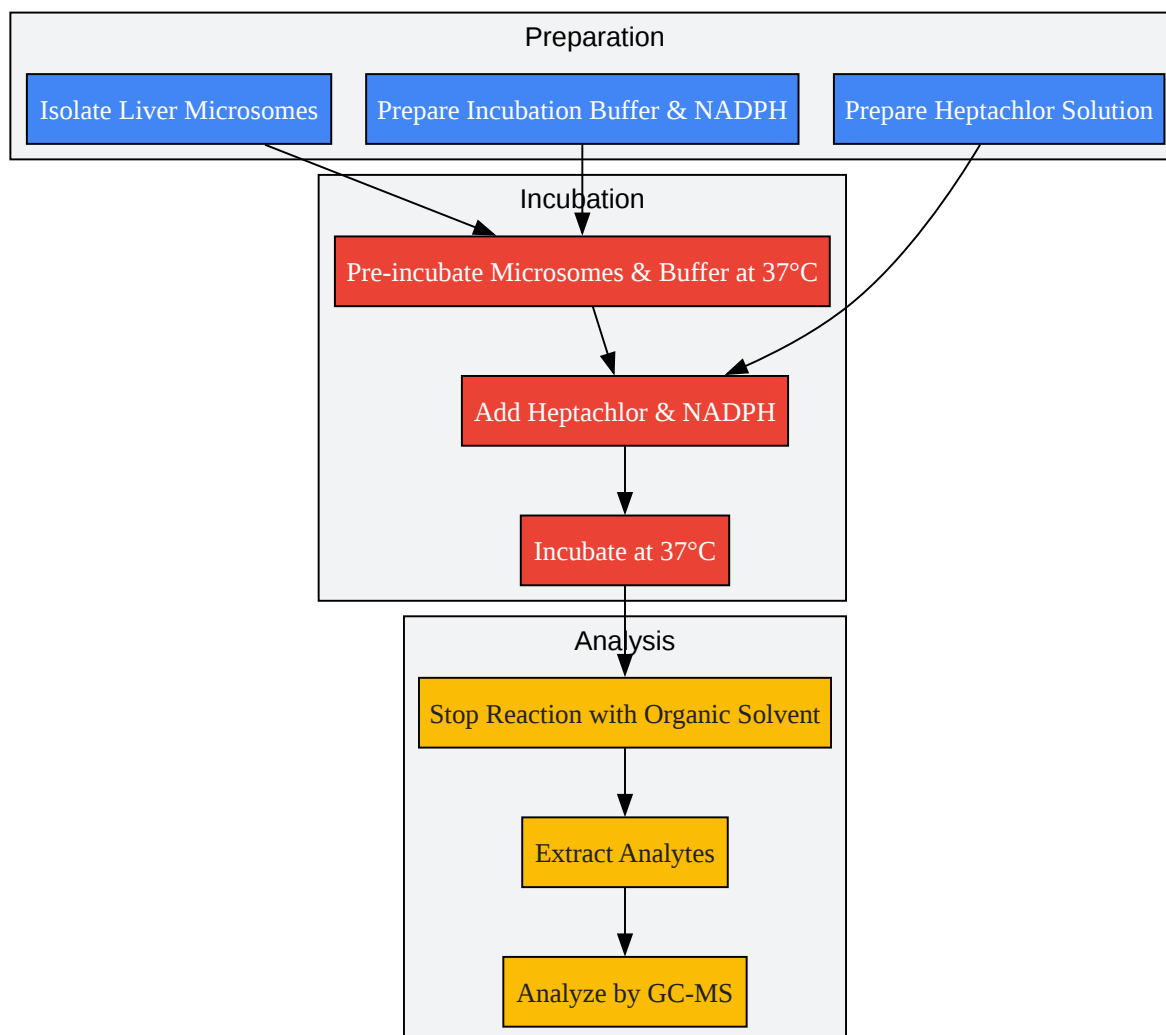 Preparation
Isolate Liver Microsomes
Prepare Incubation Buffer & NADPH
Prepare Heptachlor Solution
Incubation
Pre-incubate Microsomes & Buffer at 37°C
Add Heptachlor & NADPH
Incubate at 37°C
Analysis
Stop Reaction with Organic Solvent
Extract Analytes
Analyze by GC-MS